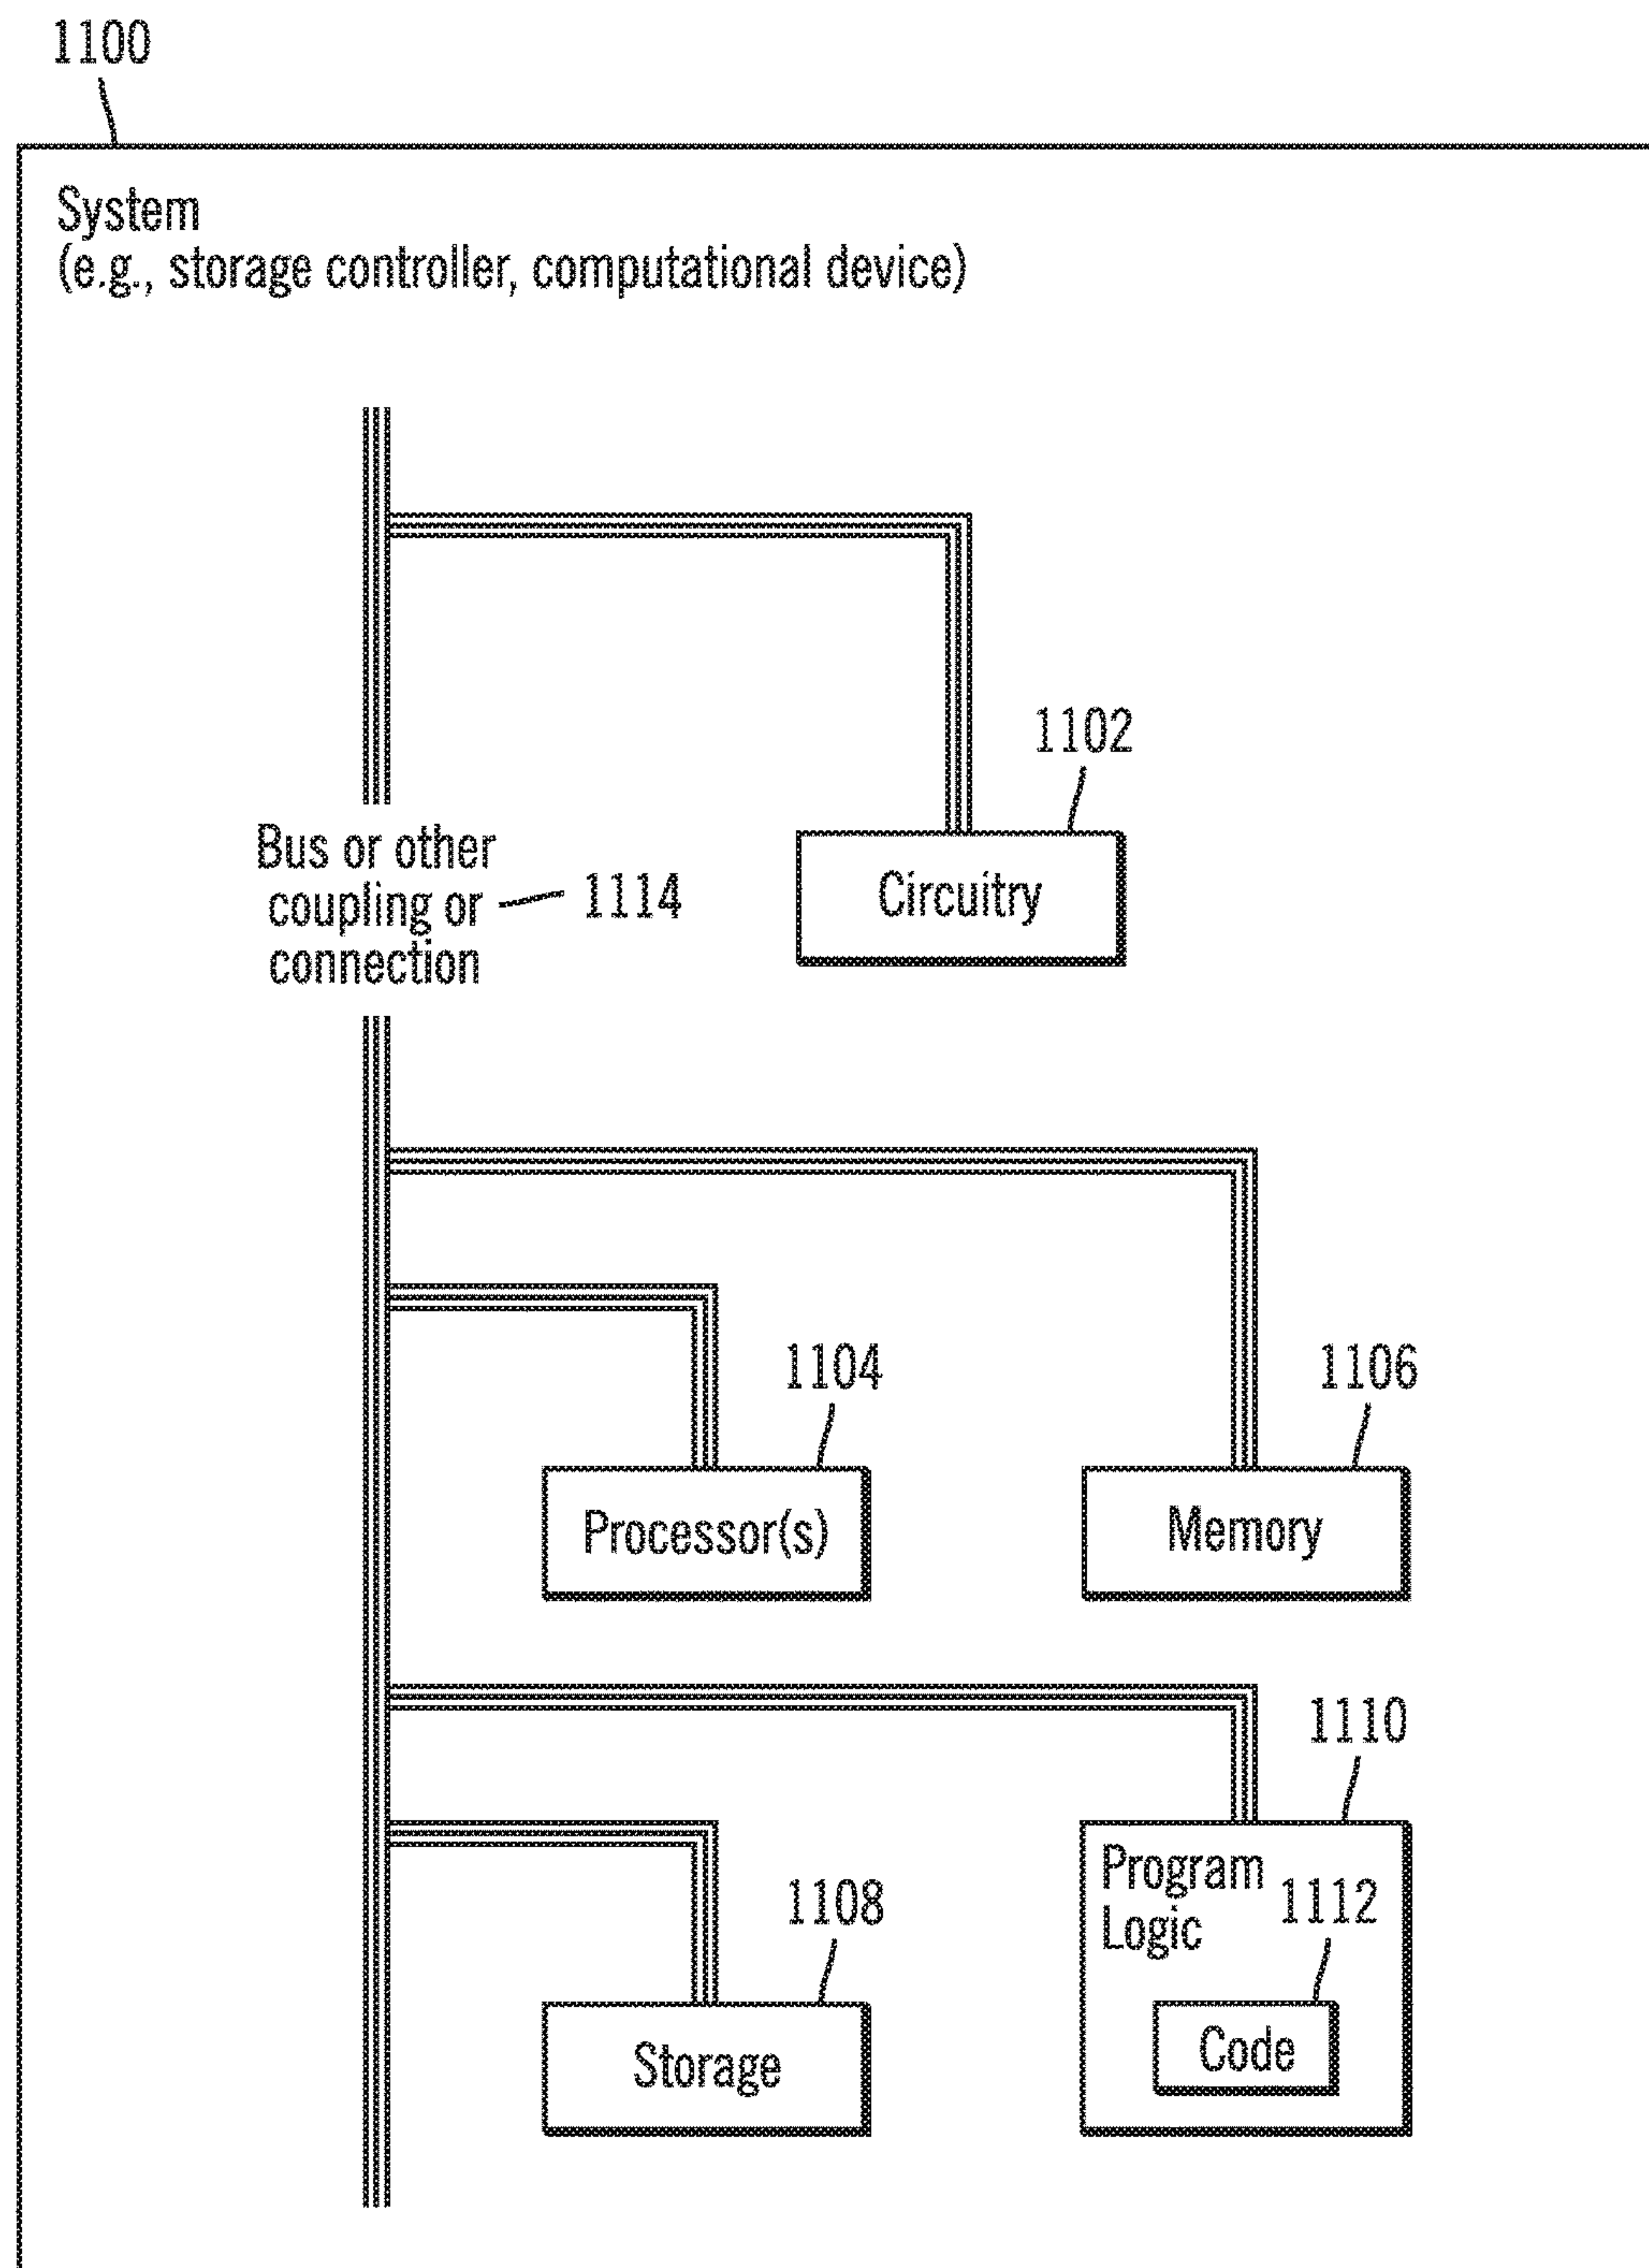 1100
System
(e.g., storage controller, computational device)
1102
Bus or other
coupling or
connection
1114
Circuitry
1104
1106
Processor(s)
Memory
1110
Program
Logic
1108
1112
Storage
Code